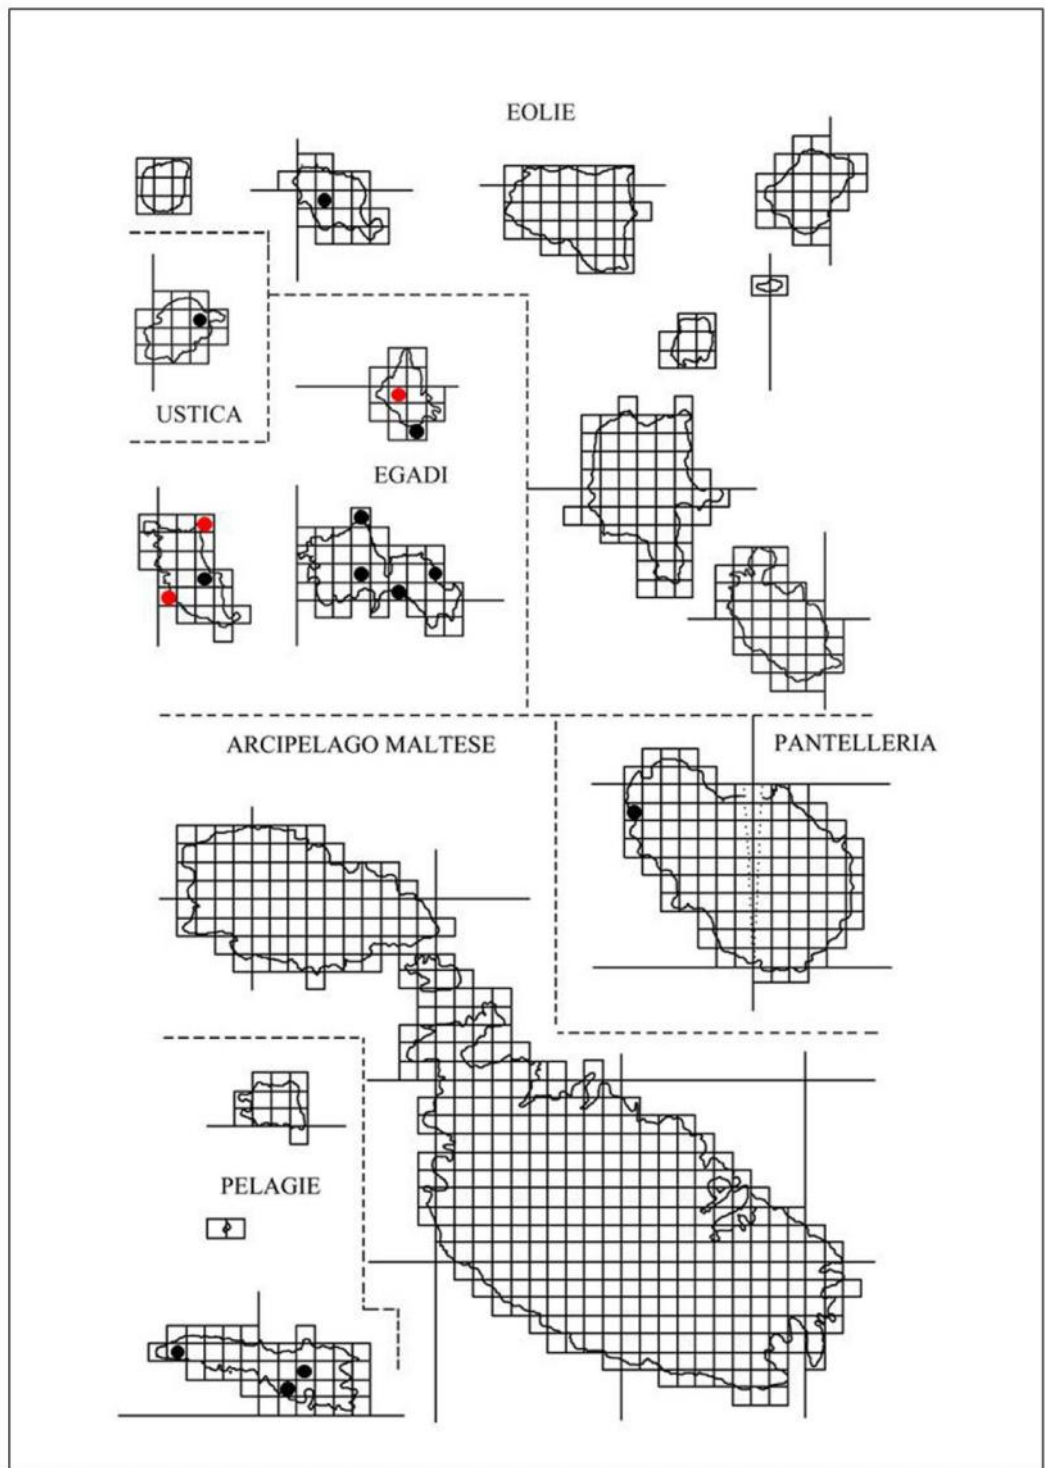 EOLIE
USTICA
EGADI
ARCIPELAGO MALTESE
PANTELLERIA
PELAGIE